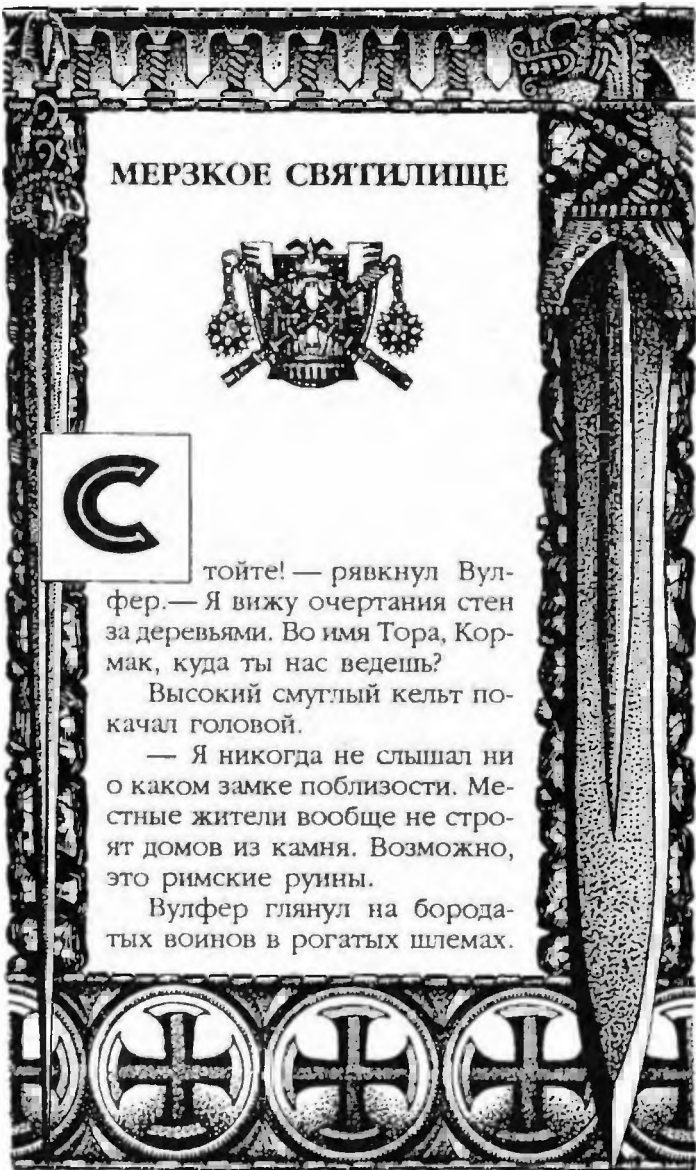 МЕРЗКОЕ СВЯТИЛИЩЕ
С
тойте! — рявкнул Вул-
фер.— Я вижу очертания стен
за деревьями. Во имя Тора, Кор-
мак, куда ты нас ведешь?
Высокий смуглый кельт по-
качал головой.
— Я никогда не слышал ни
о каком замке поблизости. Ме-
стные жители вообще не стро-
ят домов из камня. Возможно,
это римские руины.
Вулфер глянул на борода-
тых воинов в рогатых шлемах.